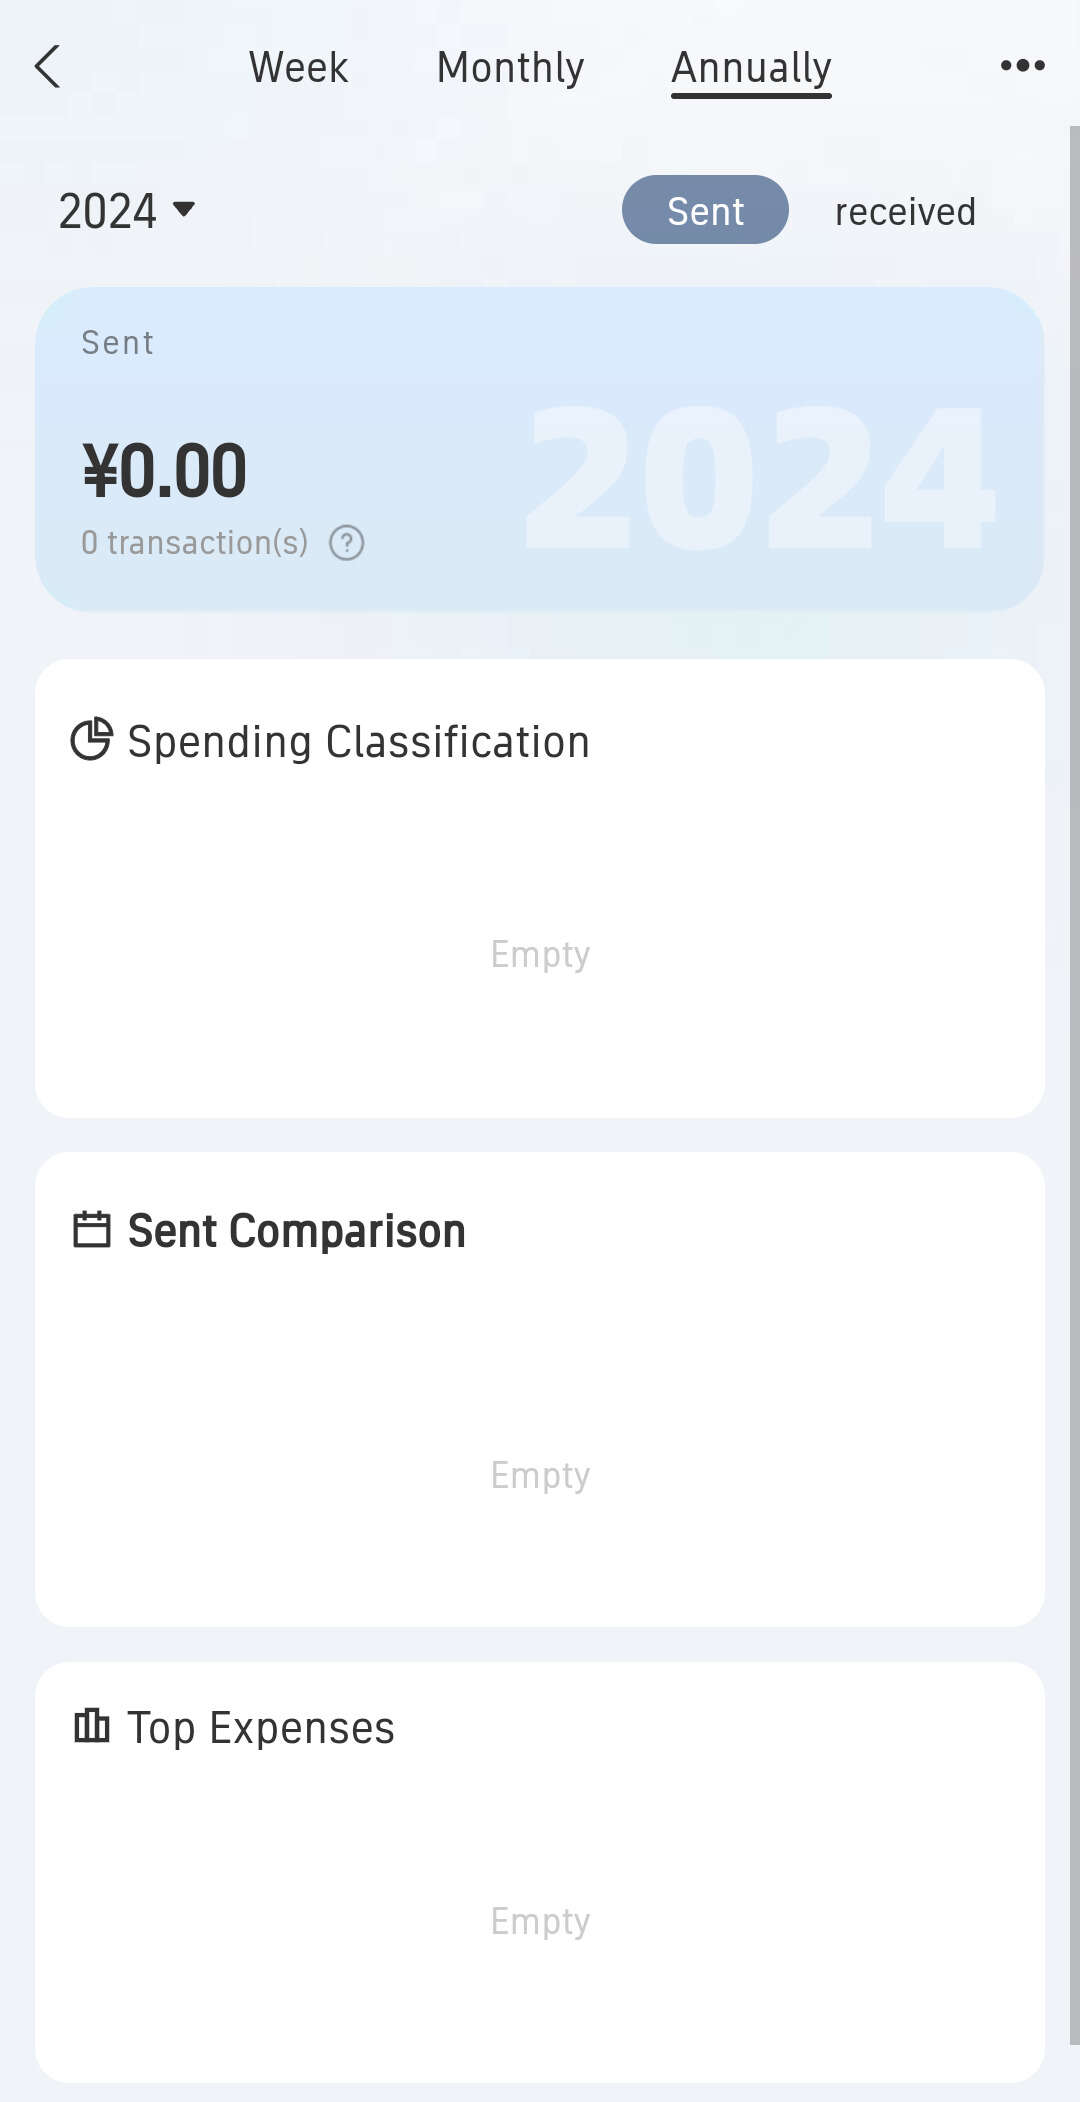 Week Monthly Annually
2024 Sent received
Sent
2024
¥0.00
0 transaction(s) ?
Spending Classification
Empty
Sent Comparison
Empty
Top Expenses
Empty